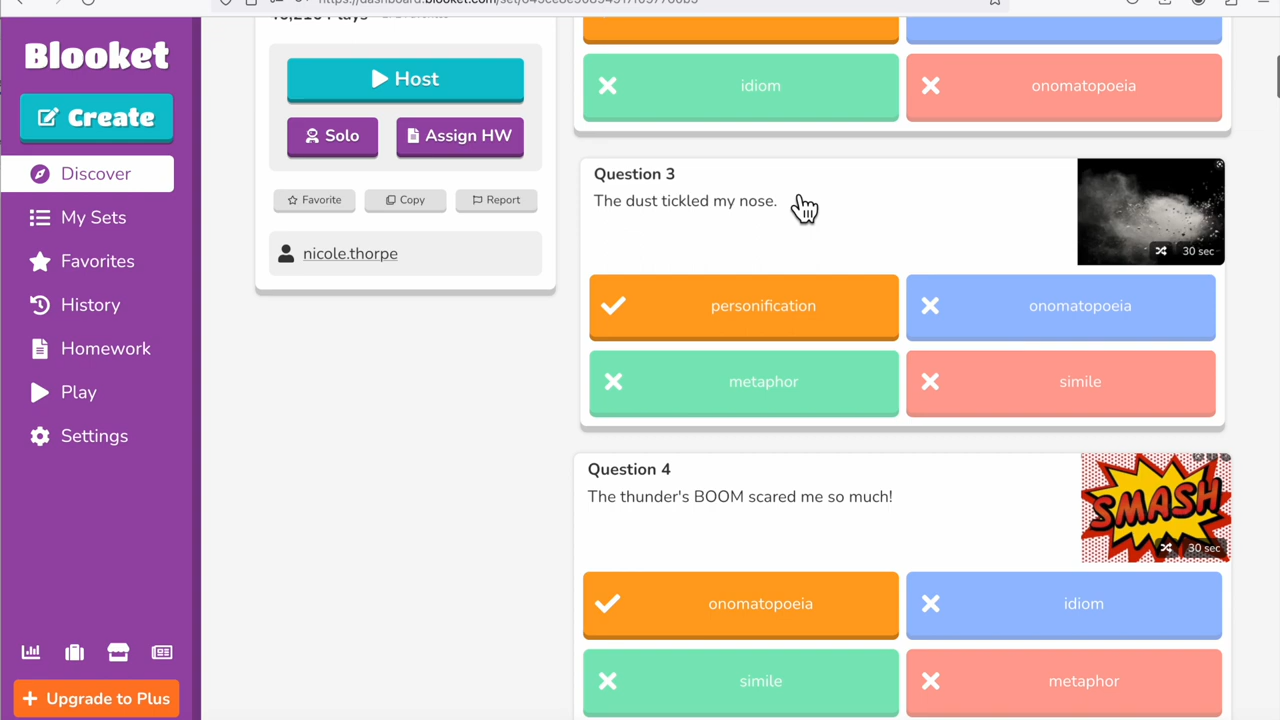 Blooket
Create
Discover
My Sets
Favorites
History
Homework
Play
Settings
Upgrade to Plus
Host
Solo
Assign HW
Favorite
Copy
Report
nicole.thorpe
idiom
onomatopoeia
Question 3
The dust tickled my nose.
30 sec
personification
onomatopoeia
metaphor
simile
Question 4
The thunder's BOOM scared me so much!
SMASH
30 sec
onomatopoeia
idiom
simile
metaphor